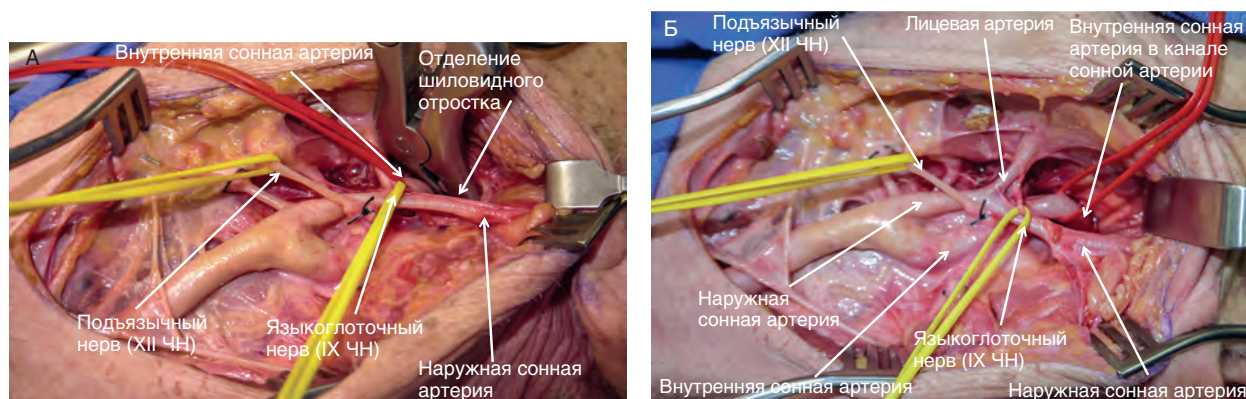 А
Внутренняя сонная артерия
Отделение
шиловидного
отростка
Подъязычный
нерв (XII ЧН)
Языкоглоточный
нерв (IX ЧН)
Наружная сонная
артерия
Б
Подъязычный
нерв (XII ЧН)
Лицевая артерия
Внутренняя сонная
артерия в канале
сонной артерии
Наружная
сонная артерия
Языкоглоточный
нерв (IX ЧН)
Внутренняя сонная артерия
Наружная сонная артерия